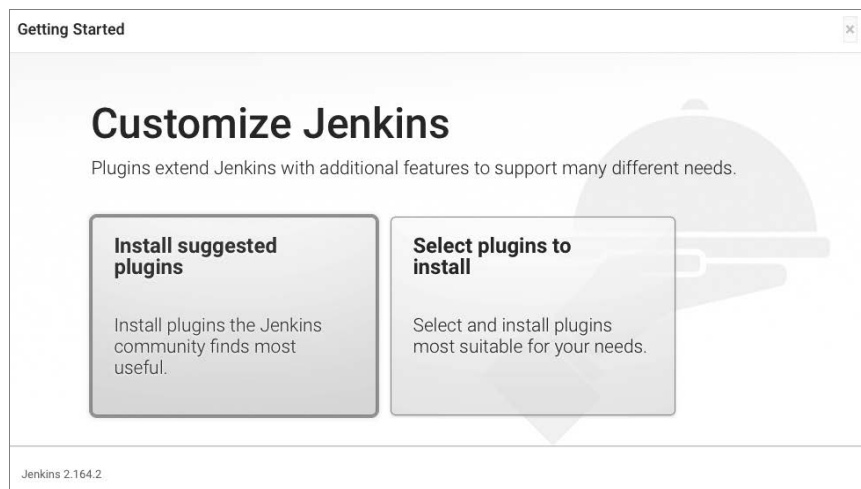 Getting Started
×
Customize Jenkins
Plugins extend Jenkins with additional features to support many different needs.
Install suggested
plugins
Install plugins the Jenkins
community finds most
useful.
Select plugins to
install
Select and install plugins
most suitable for your needs.
Jenkins 2.164.2